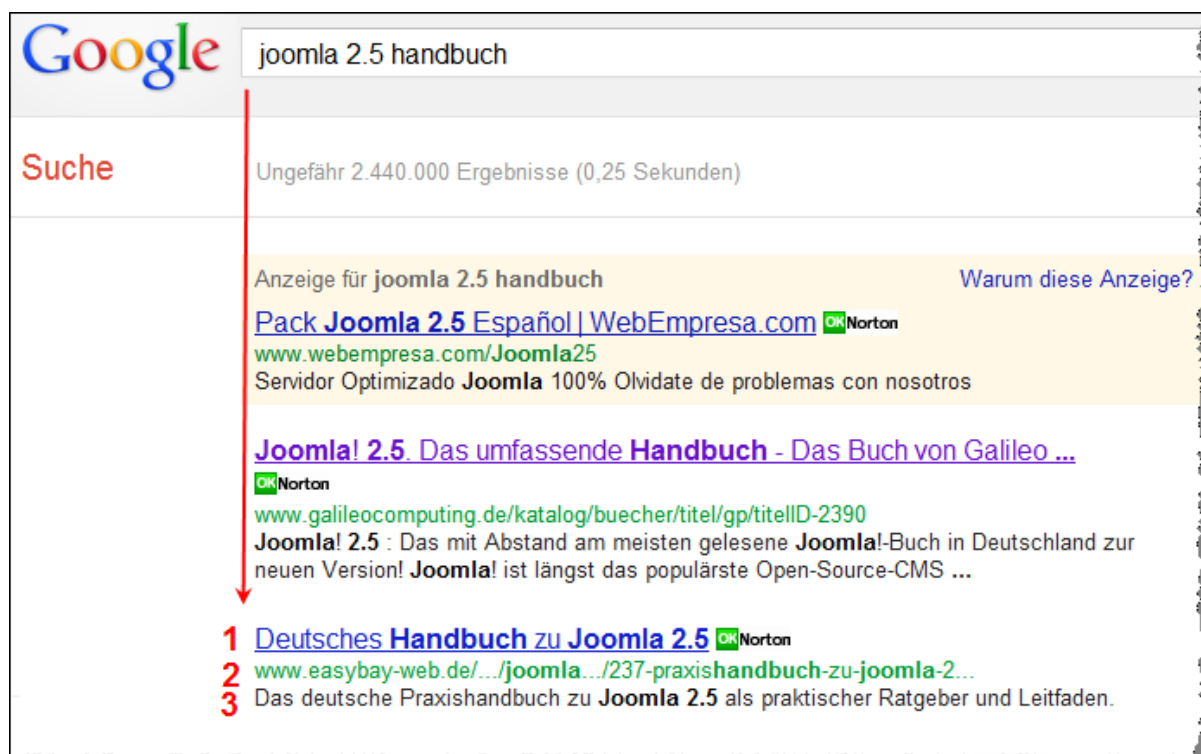 Google joomla 2.5 handbuch
Suche Ungefähr 2.440.000 Ergebnisse (0,25 Sekunden)
Anzeige für joomla 2.5 handbuch Warum diese Anzeige?
Pack Joomla 2.5 Español | WebEmpresa.com OK Norton
www.webempresa.com/Joomla25
Servidor Optimizado Joomla 100% Olvidate de problemas con nosotros
Joomla! 2.5. Das umfassende Handbuch - Das Buch von Galileo ...
OK Norton
www.galileocomputing.de/katalog/buecher/titel/gp/titelID-2390
Joomla! 2.5 : Das mit Abstand am meisten gelesene Joomla!-Buch in Deutschland zur
neuen Version! Joomla! ist längst das populärste Open-Source-CMS ...
1 Deutsches Handbuch zu Joomla 2.5 OK Norton
2 www.easybay-web.de/.../joomla.../237-praxishandbuch-zu-joomla-2...
3 Das deutsche Praxishandbuch zu Joomla 2.5 als praktischer Ratgeber und Leitfaden.